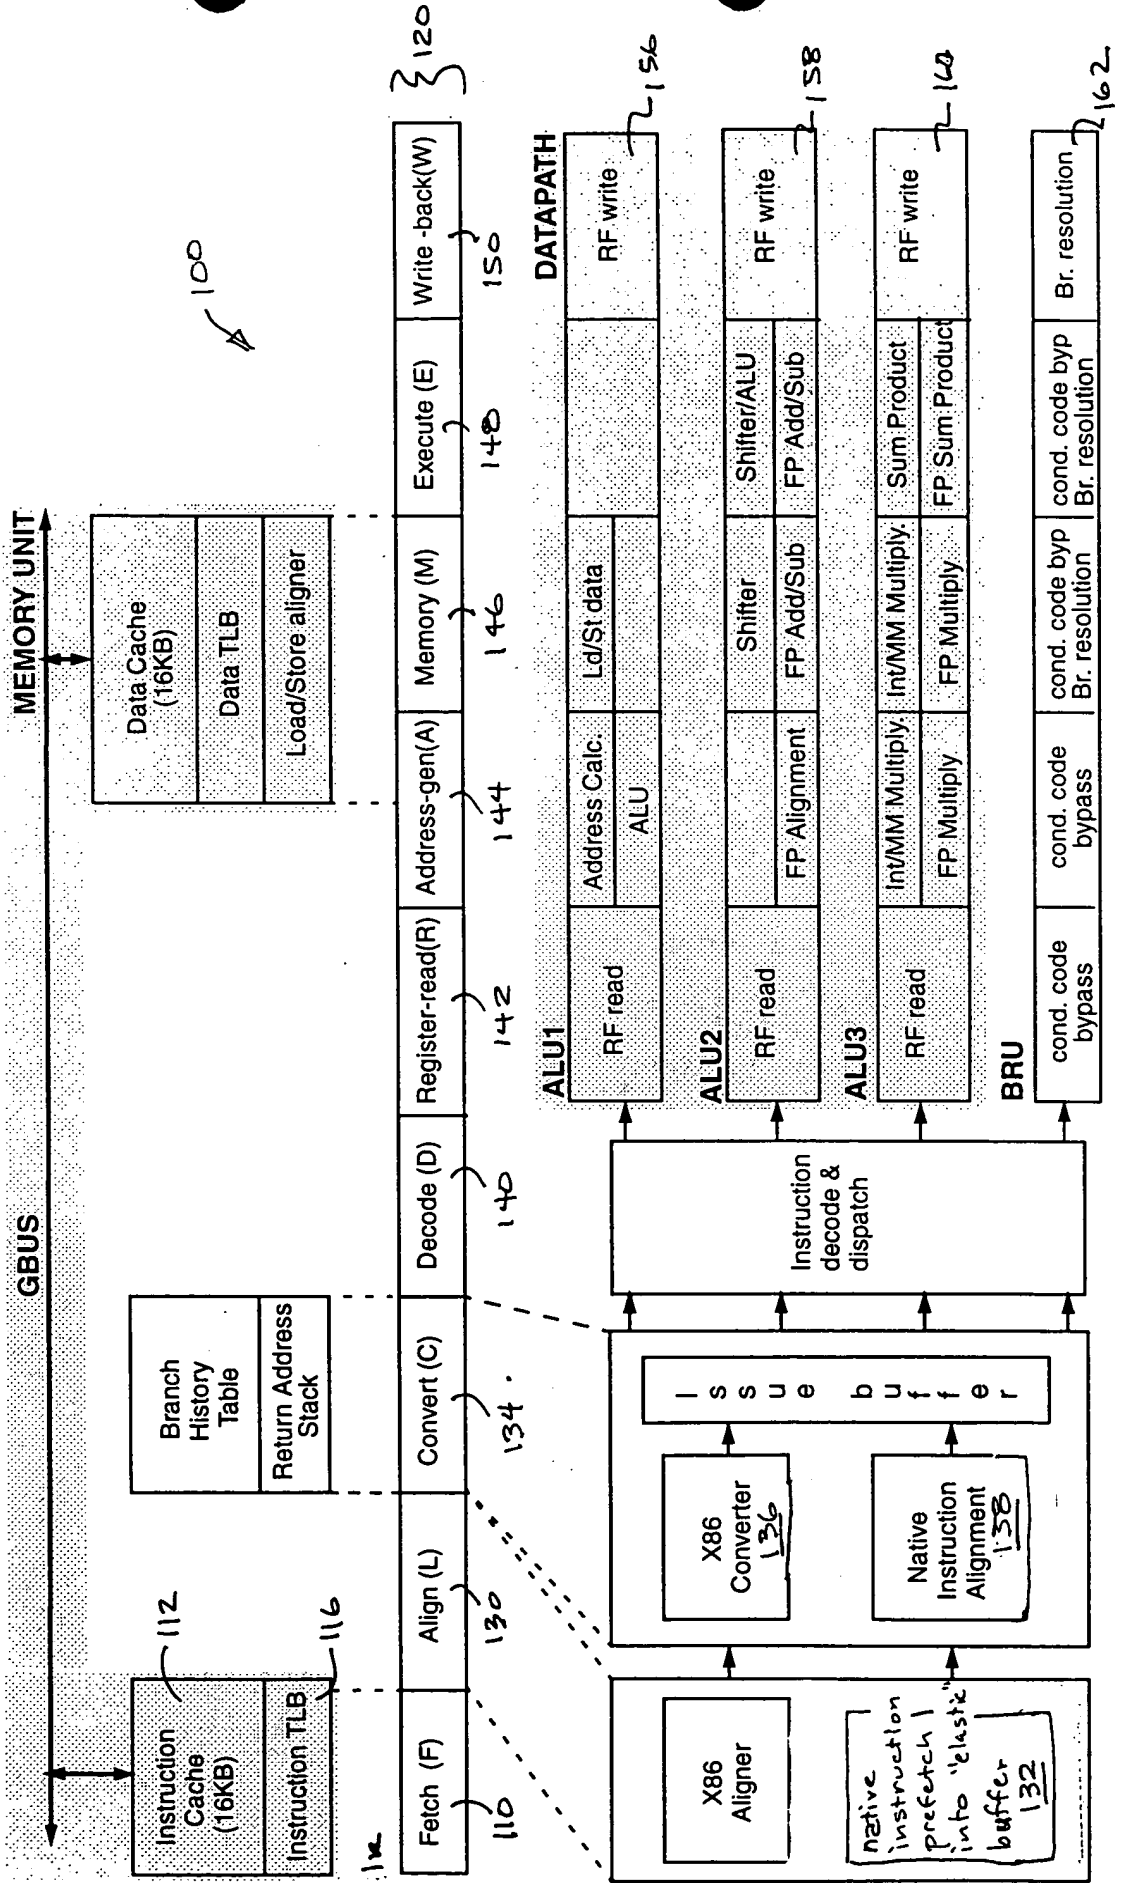 GBUS
MEMORY UNIT
100
Instruction
Cache
(16KB)
Instruction TLB
112
116
Branch
History
Table
Return Address
Stack
Data Cache
(16KB)
Data TLB
Load/Store aligner
Fetch (F)
Align (L)
Convert (C)
Decode (D)
Register-read(R)
Address-gen(A)
Memory (M)
Execute (E)
Write -back(W)
120
110
130
134
140
142
144
146
148
150
X86
Aligner
native
instruction
prefetch
into "elastic"
buffer
132
X86
Converter
136
Native
Instruction
Alignment
138
Issue buffer
Instruction
decode &
dispatch
DATAPATH
ALU1
RF read
Address Calc.
ALU
Ld/St data
RF write
156
ALU2
RF read
FP Alignment
Shifter
FP Add/Sub
Shifter/ALU
FP Add/Sub
RF write
158
ALU3
RF read
Int/MM Multiply.
FP Multiply
Int/MM Multiply.
FP Multiply
Sum Product
FP Sum Product
RF write
BRU
cond. code
bypass
cond. code
bypass
cond. code byp
Br. resolution
cond. code byp
Br. resolution
Br. resolution
162